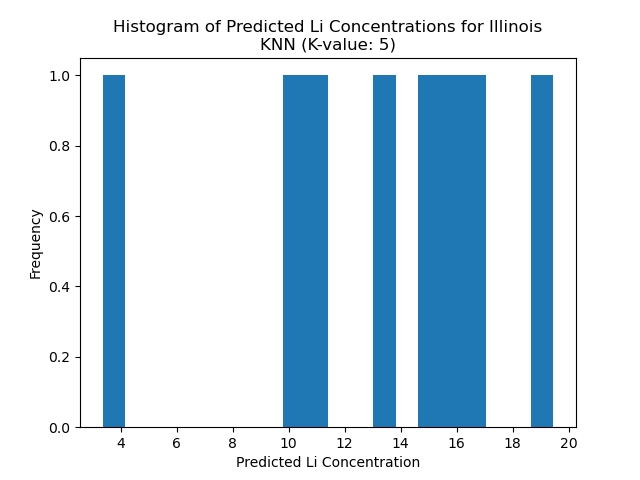 Histogram of Predicted Li Concentrations for Illinois
KNN (K-value: 5)
1.0
0.8
0.6
0.4
0.2
0.0
Frequency
4 6 8 10 12 14 16 18 20
Predicted Li Concentration